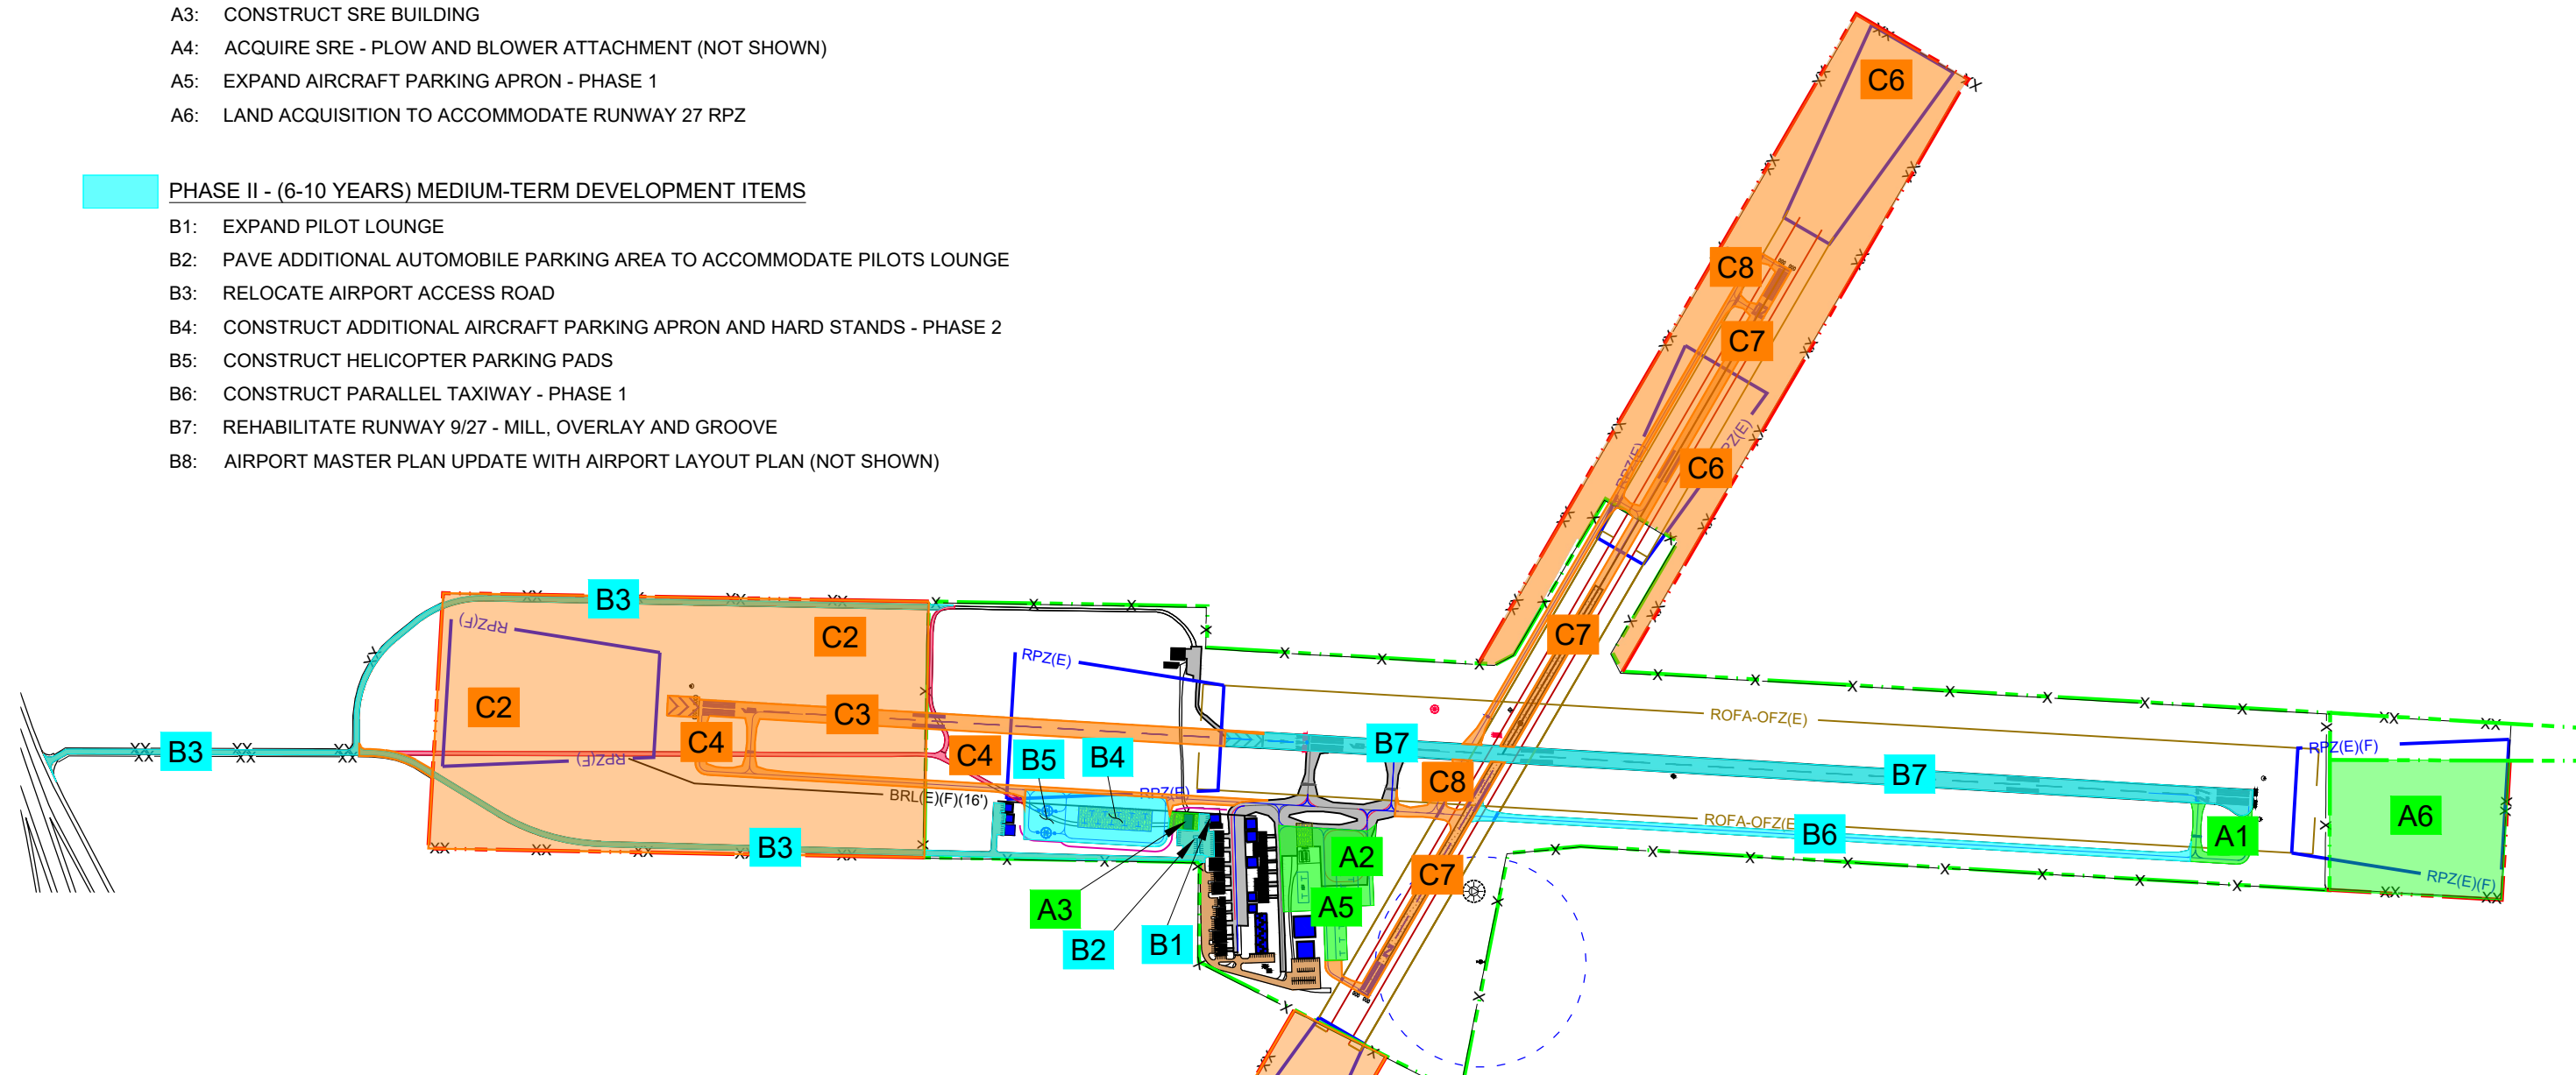 A3: CONSTRUCT SRE BUILDING
A4: ACQUIRE SRE - PLOW AND BLOWER ATTACHMENT (NOT SHOWN)
A5: EXPAND AIRCRAFT PARKING APRON - PHASE 1
A6: LAND ACQUISITION TO ACCOMMODATE RUNWAY 27 RPZ
PHASE II - (6-10 YEARS) MEDIUM-TERM DEVELOPMENT ITEMS
B1: EXPAND PILOT LOUNGE
B2: PAVE ADDITIONAL AUTOMOBILE PARKING AREA TO ACCOMMODATE PILOTS LOUNGE
B3: RELOCATE AIRPORT ACCESS ROAD
B4: CONSTRUCT ADDITIONAL AIRCRAFT PARKING APRON AND HARD STANDS - PHASE 2
B5: CONSTRUCT HELICOPTER PARKING PADS
B6: CONSTRUCT PARALLEL TAXIWAY - PHASE 1
B7: REHABILITATE RUNWAY 9/27 - MILL, OVERLAY AND GROOVE
B8: AIRPORT MASTER PLAN UPDATE WITH AIRPORT LAYOUT PLAN (NOT SHOWN)
C6
C8
C7
RPZ(E)
RPZ(E)
C6
B3
RPZ(F)
C2
C7
RPZ(E)
C2
C3
ROFA-OFZ(E)
B3
C4
C4
B5
B4
B7
RPZ(E)(F)
RPZ(F)
B7
C8
BRL(E)(F)(16')
RPZ(E)
27
A6
ROFA-OFZ(E
B6
A1
B3
A2
C7
RPZ(E)(F)
A3
A5
B2
B1